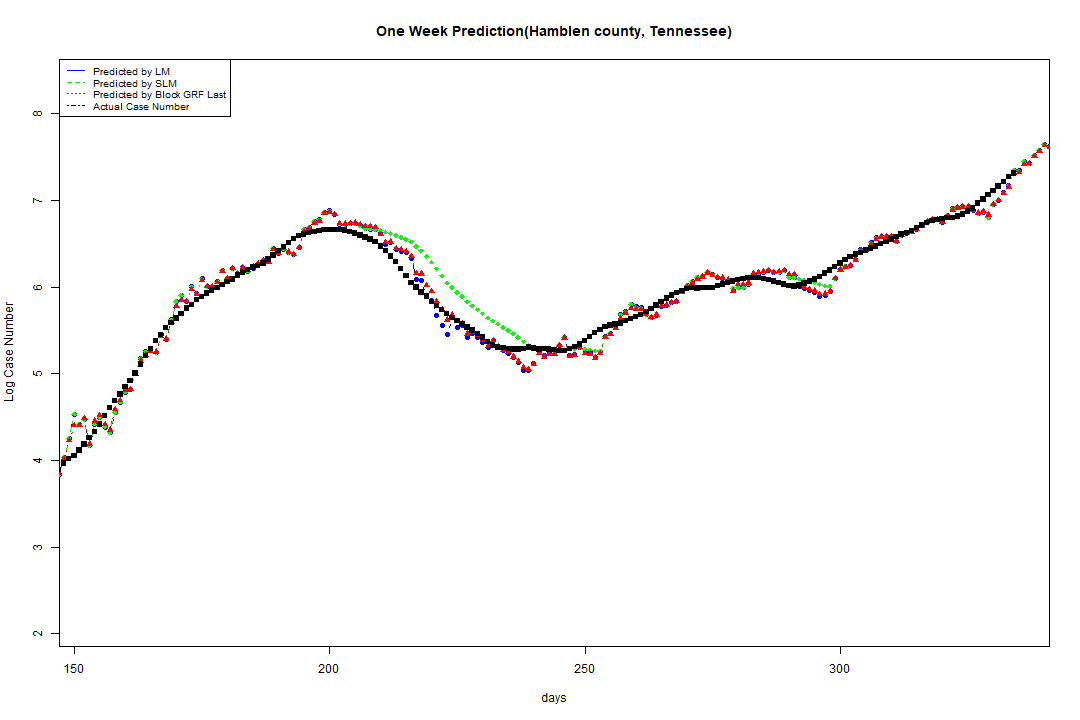 One Week Prediction(Hamblen county, Tennessee)
Predicted by LM
Predicted by SLM
Predicted by Block GRF Last
Actual Case Number
8
7
6
5
4
3
2
Log Case Number
150 200 250 300
days